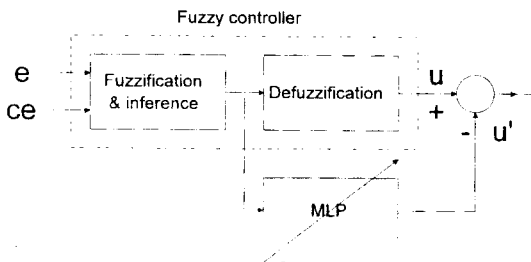 Fuzzy controller
e
ce
Fuzzification
& inference
Defuzzification
u
+
-
u'
MLP